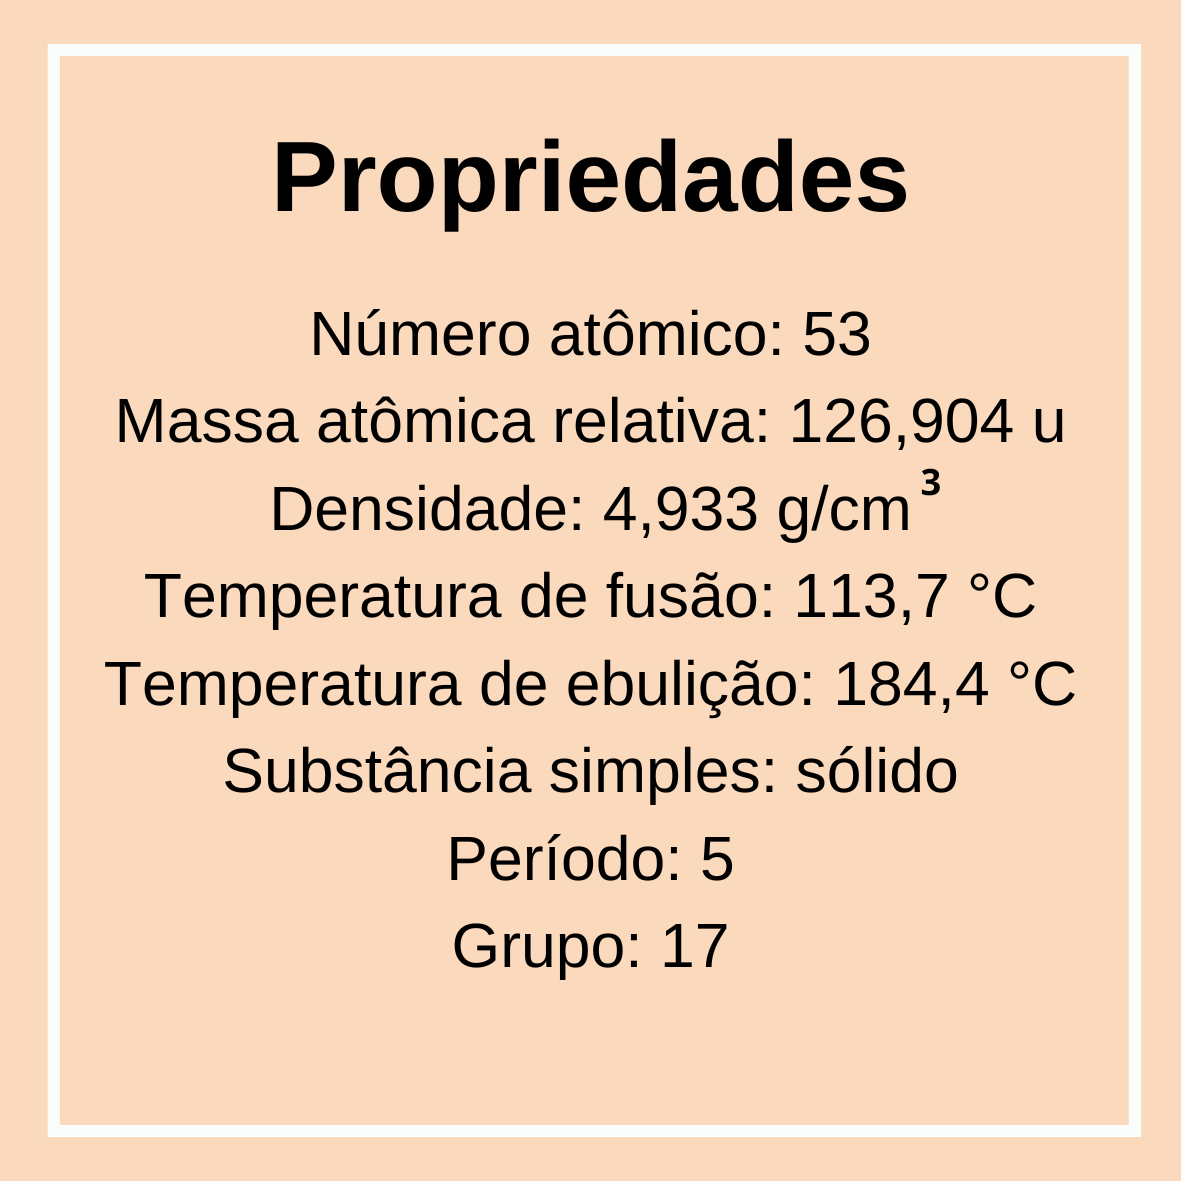 Propriedades
Número atômico: 53
Massa atômica relativa: 126,904 u
Densidade: 4,933 g/cm³
Temperatura de fusão: 113,7 °C
Temperatura de ebulição: 184,4 °C
Substância simples: sólido
Período: 5
Grupo: 17